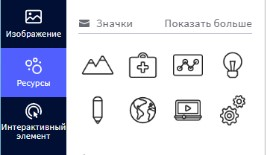 Изображение
Ресурсы
Интерактивный
элемент
Значки
Показать больше